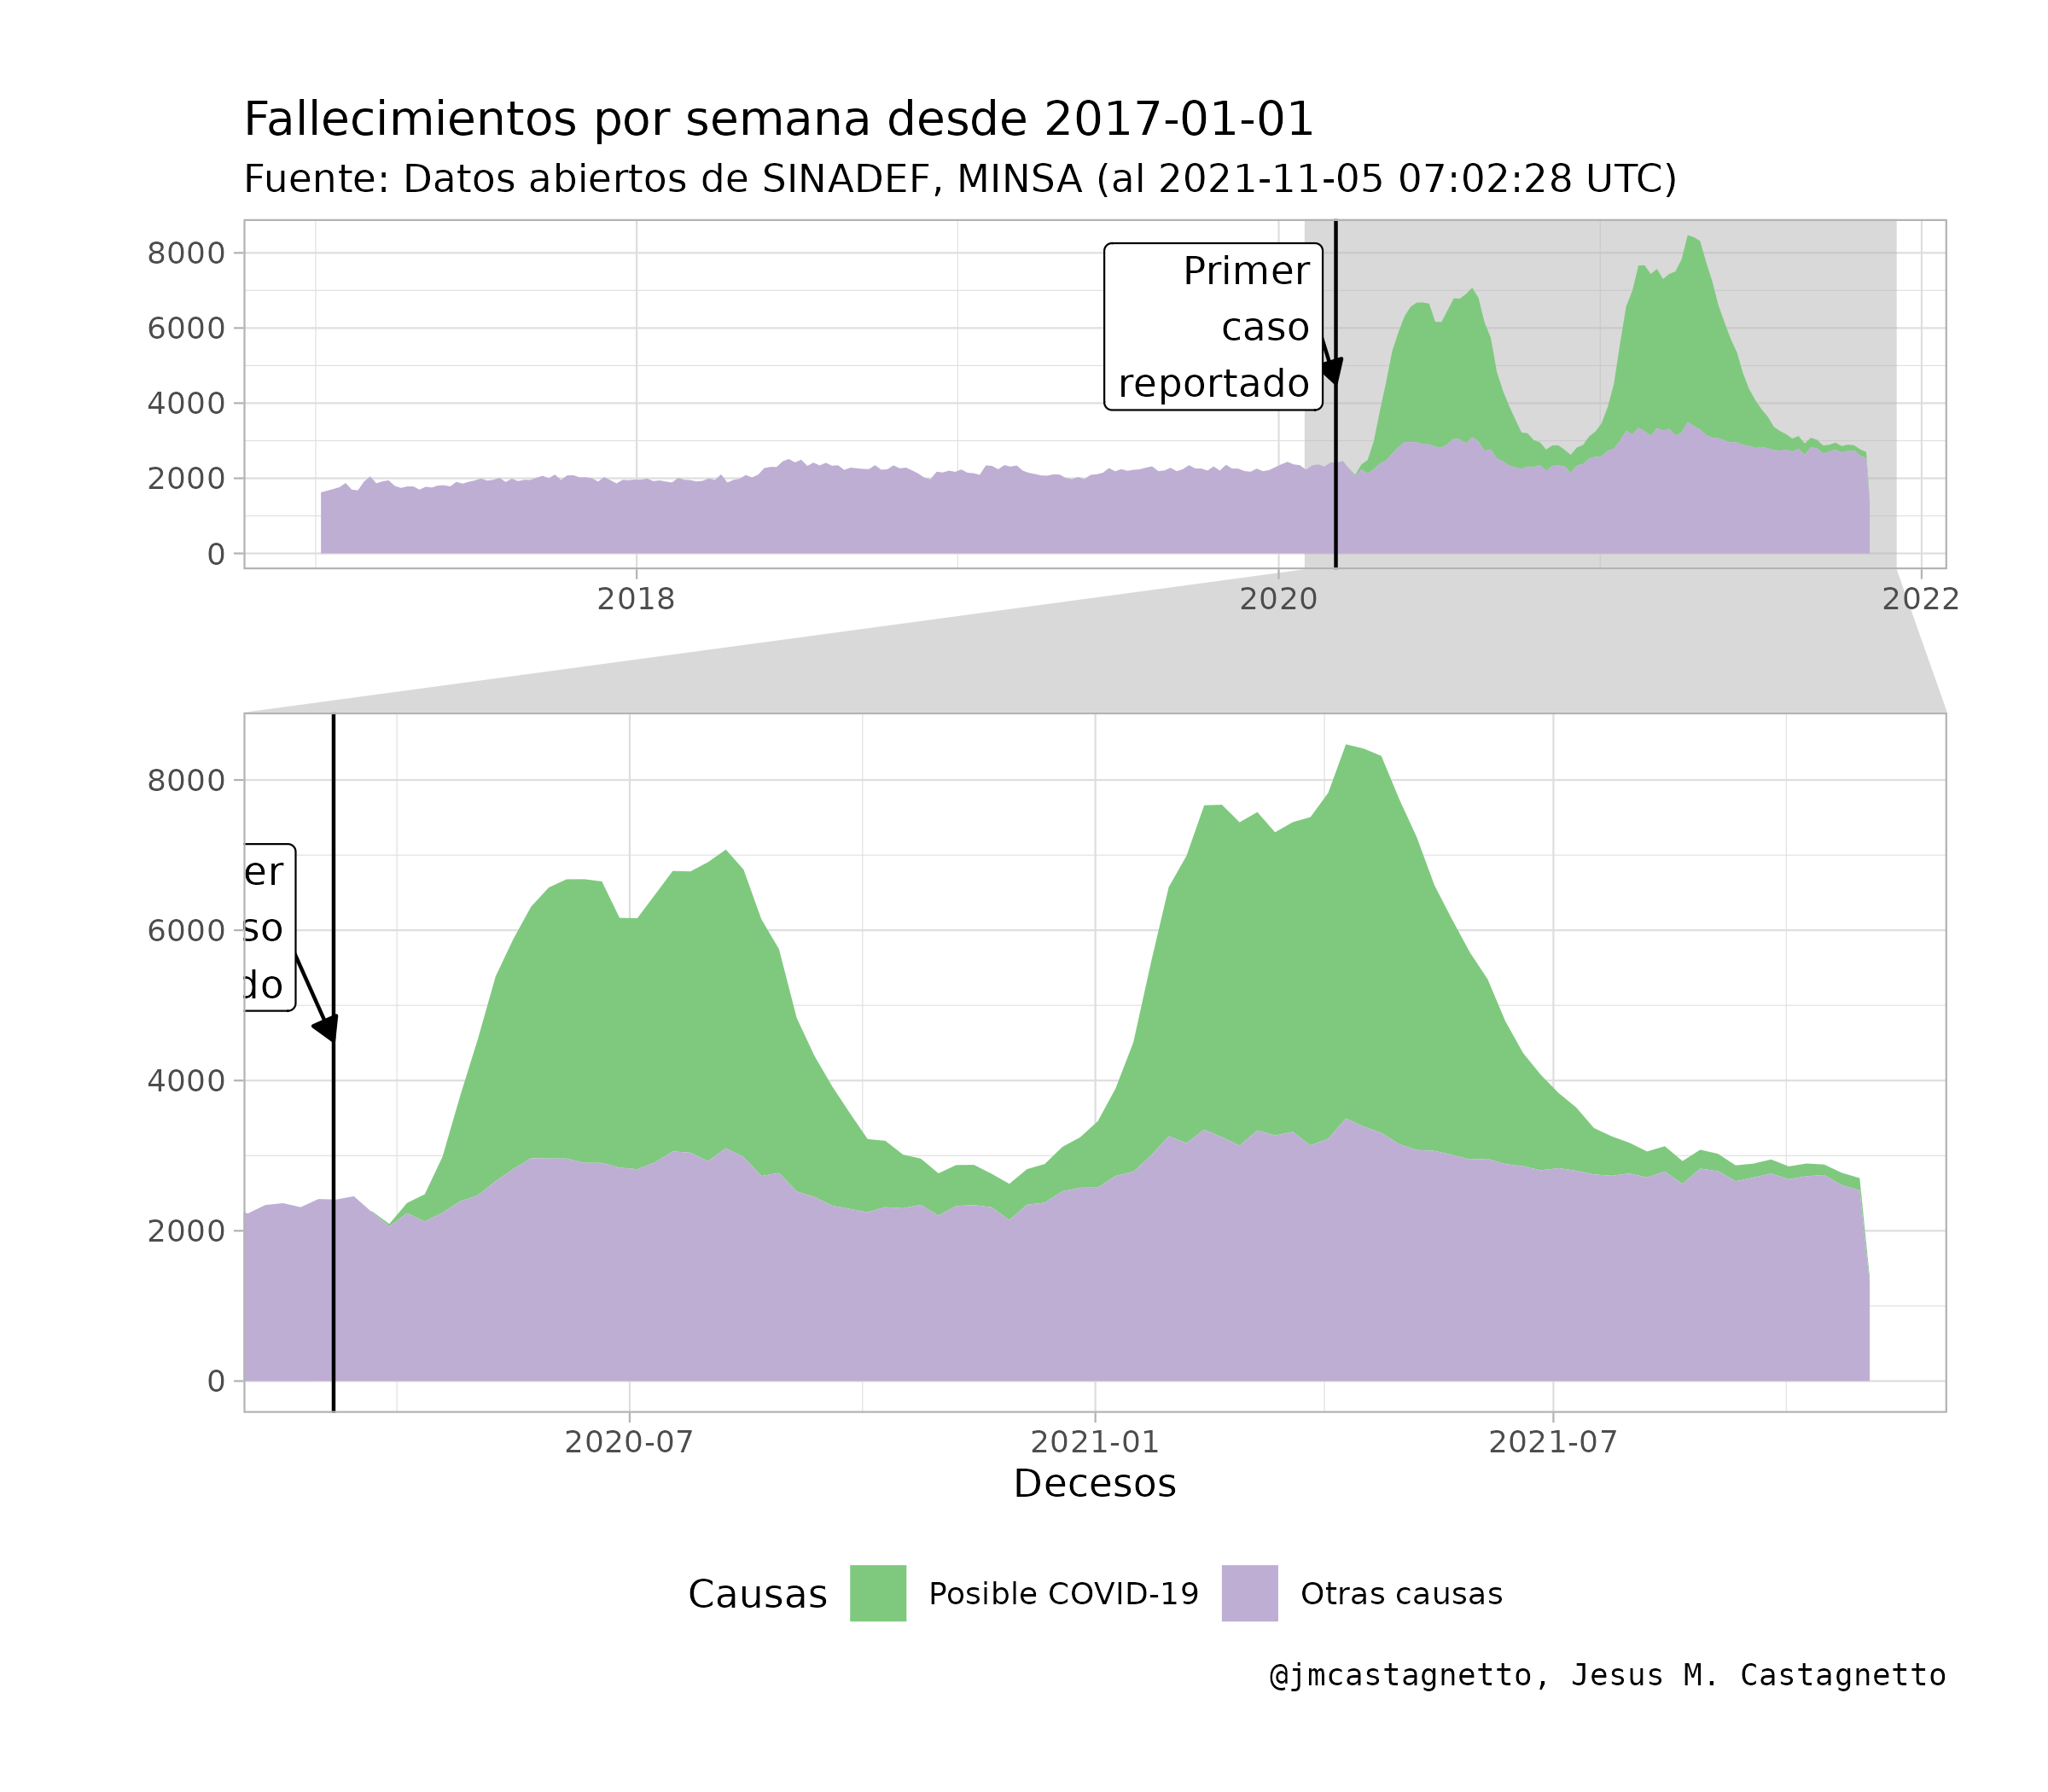 Fallecimientos por semana desde 2017-01-01
Fuente: Datos abiertos de SINADEF, MINSA (al 2021-11-05 07:02:28 UTC)
8000
6000
4000
2000
0
Primer
caso
reportado
2018
2020
2022
8000
6000
4000
2000
0
er
so
do
2020-07
2021-01
2021-07
Decesos
Causas
Posible COVID-19
Otras causas
@jmcastagnetto, Jesus M. Castagnetto